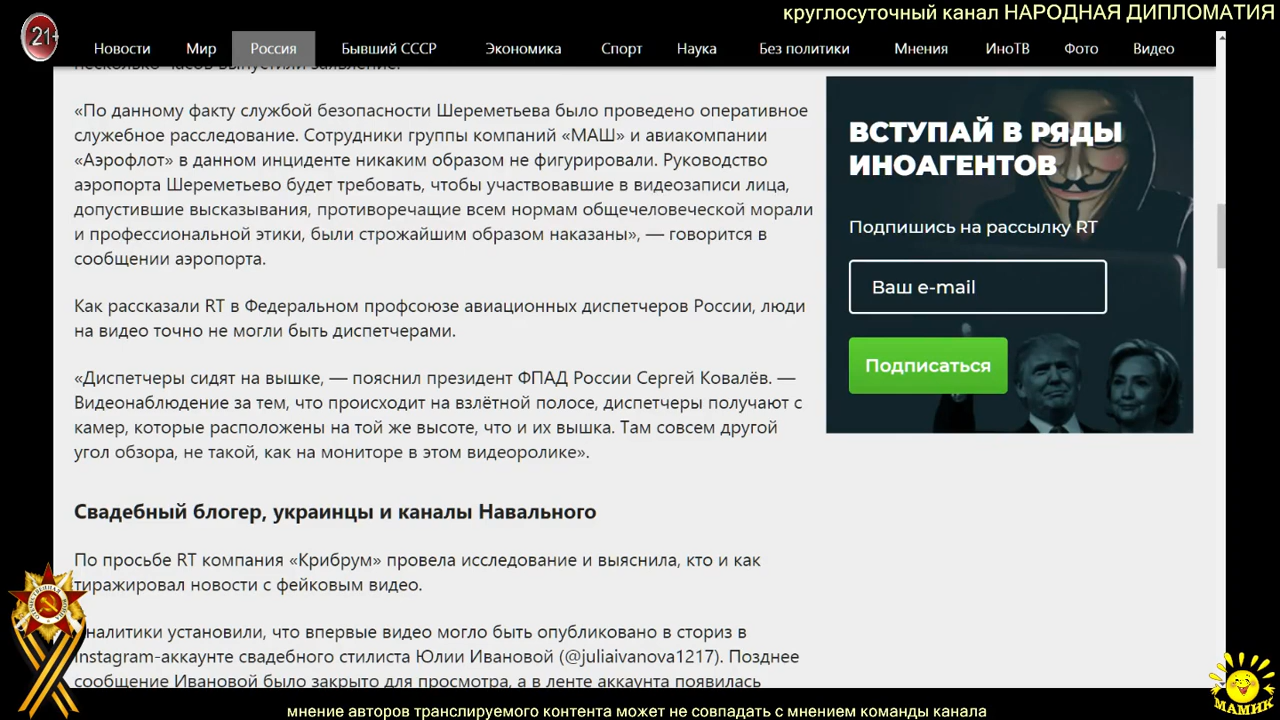 круглосуточный канал НАРОДНАЯ ДИПЛОМАТИЯ
21+
Новости Мир Россия Бывший СССР Экономика Спорт Наука Без политики Мнения ИноТВ Фото Видео
несколько часов выпустили заявление.
«По данному факту службой безопасности Шереметьева было проведено оперативное
служебное расследование. Сотрудники группы компаний «МАШ» и авиакомпании
«Аэрофлот» в данном инциденте никаким образом не фигурировали. Руководство
аэропорта Шереметьево будет требовать, чтобы участвовавшие в видеозаписи лица,
допустившие высказывания, противоречащие всем нормам общечеловеческой морали
и профессиональной этики, были строжайшим образом наказаны», — говорится в
сообщении аэропорта.
Как рассказали RT в Федеральном профсоюзе авиационных диспетчеров России, люди
на видео точно не могли быть диспетчерами.
«Диспетчеры сидят на вышке, — пояснил президент ФПАД России Сергей Ковалёв. —
Видеонаблюдение за тем, что происходит на взлётной полосе, диспетчеры получают с
камер, которые расположены на той же высоте, что и их вышка. Там совсем другой
угол обзора, не такой, как на мониторе в этом видеоролике».
Свадебный блогер, украинцы и каналы Навального
По просьбе RT компания «Крибрум» провела исследование и выяснила, кто и как
тиражировал новости с фейковым видео.
Аналитики установили, что впервые видео могло быть опубликовано в сториз в
Instagram-аккаунте свадебного стилиста Юлии Ивановой (@juliaivanova1217). Позднее
сообщение Ивановой было закрыто для просмотра, а в ленте аккаунта появилась
ВСТУПАЙ В РЯДЫ
ИНОАГЕНТОВ
Подпишись на рассылку RT
Ваш e-mail
Подписаться
МАМИК
мнение авторов транслируемого контента может не совпадать с мнением команды канала